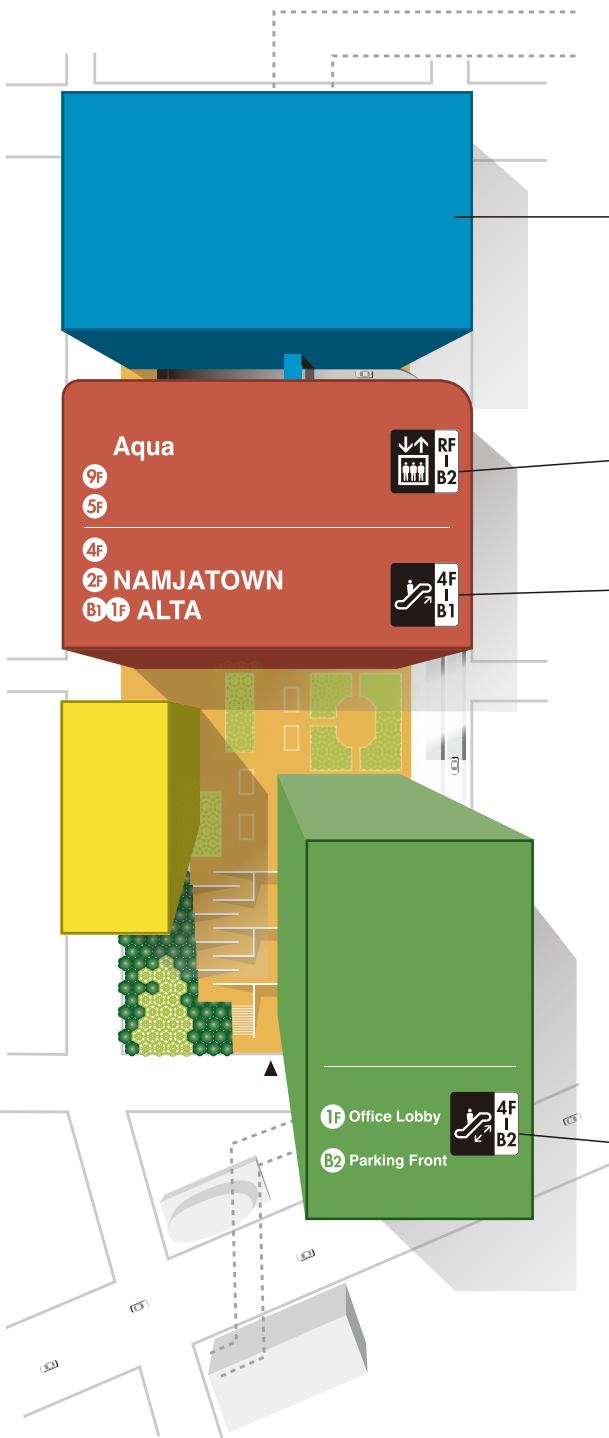 Aqua
9F
5F
RF
B2
4F
2F NAMJATOWN
B1 1F ALTA
4F
B1
1F Office Lobby
B2 Parking Front
4F
B2